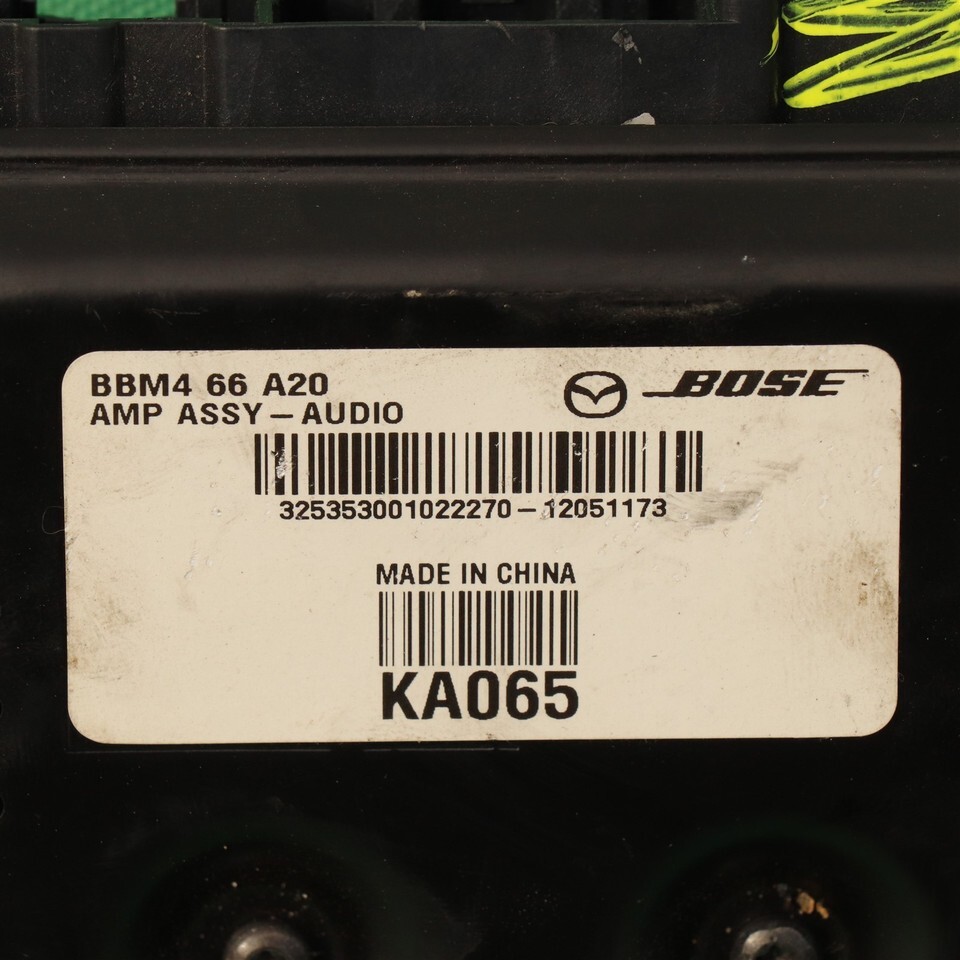 BBM4 66 A20
AMP ASSY – AUDIO
BOSE
325353001022270 – 12051173
MADE IN CHINA
KA065